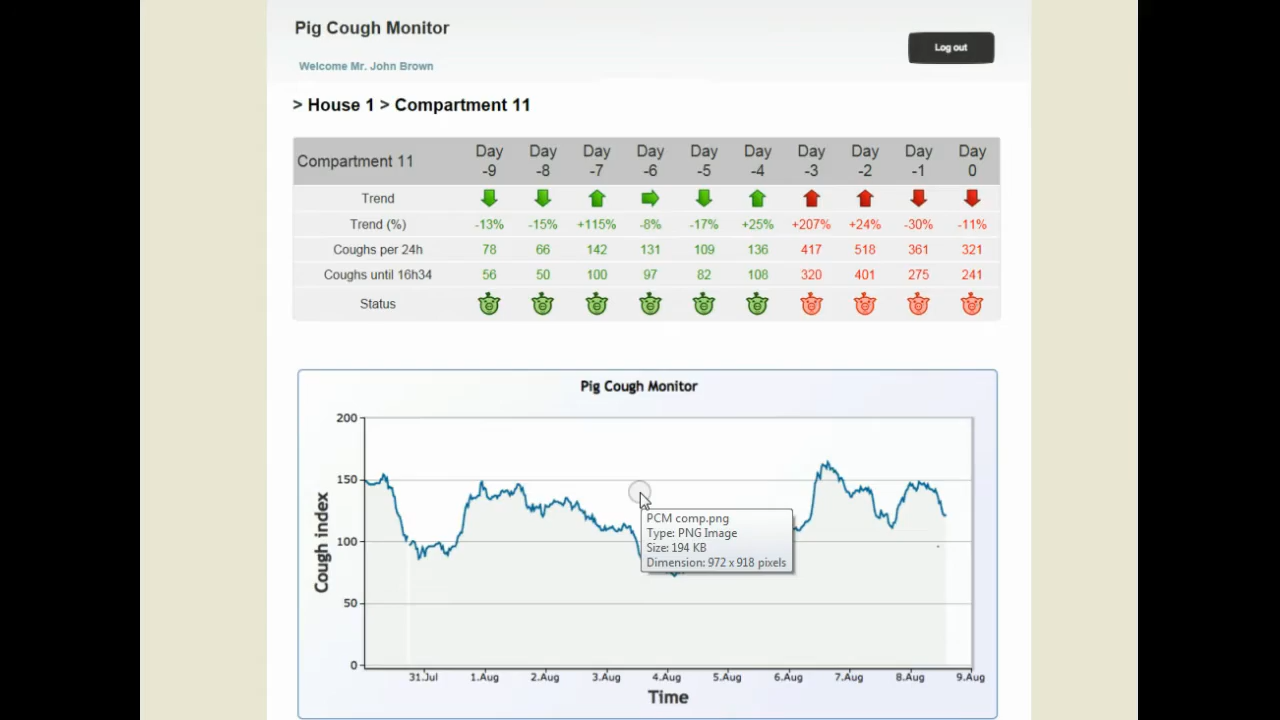 Pig Cough Monitor
Log out
Welcome Mr. John Brown
> House 1 > Compartment 11
Compartment 11 Day -9 Day -8 Day -7 Day -6 Day -5 Day -4 Day -3 Day -2 Day -1 Day 0
Trend
Trend (%) -13% -15% +115% -8% -17% +25% +207% +24% -30% -11%
Coughs per 24h 78 66 142 131 109 136 417 518 361 321
Coughs until 16h34 56 50 100 97 82 108 320 401 275 241
Status
Pig Cough Monitor
200
150
100
50
0
Cough index
PCM comp.png
Type: PNG Image
Size: 194 KB
Dimension: 972 x 918 pixels
31.Jul 1.Aug 2.Aug 3.Aug 4.Aug 5.Aug 6.Aug 7.Aug 8.Aug 9.Aug
Time